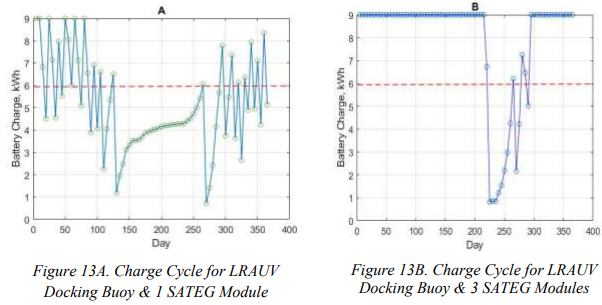 A
Battery Charge, kWh
9
8
7
6
5
4
3
2
1
0
0 50 100 150 200 250 300 350 400
Day
Figure 13A. Charge Cycle for LRAUV
Docking Buoy & 1 SATEG Module
B
Battery Charge, kWh
9
8
7
6
5
4
3
2
1
0
0 50 100 150 200 250 300 350 400
Day
Figure 13B. Charge Cycle for LRAUV
Docking Buoy & 3 SATEG Modules